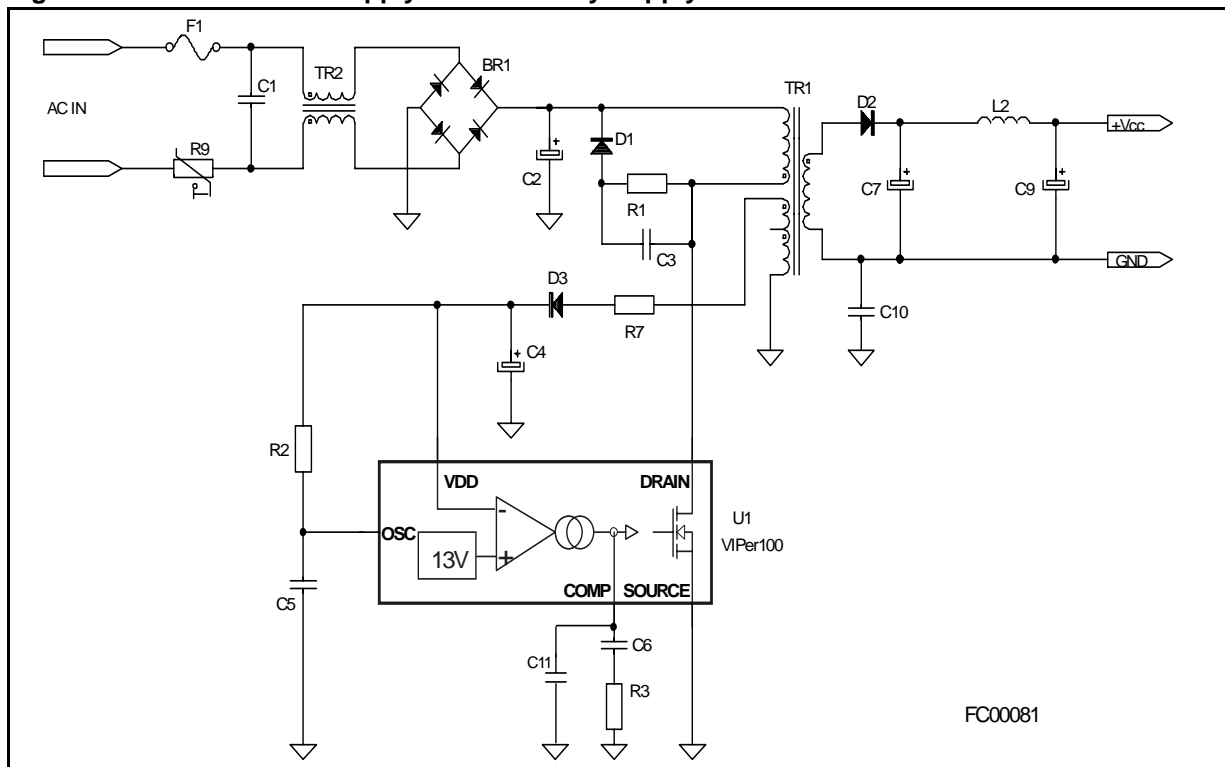 F1
TR2
BR1
C1
TR1
AC IN
D1
D2
L2
+Vcc
R9
T°
C2
R1
C7
C9
C3
GND
D3
R7
C10
C4
R2
VDD
DRAIN
U1
VIPer100
OSC
-
13V
+
COMP SOURCE
C5
C6
C11
R3
FC00081